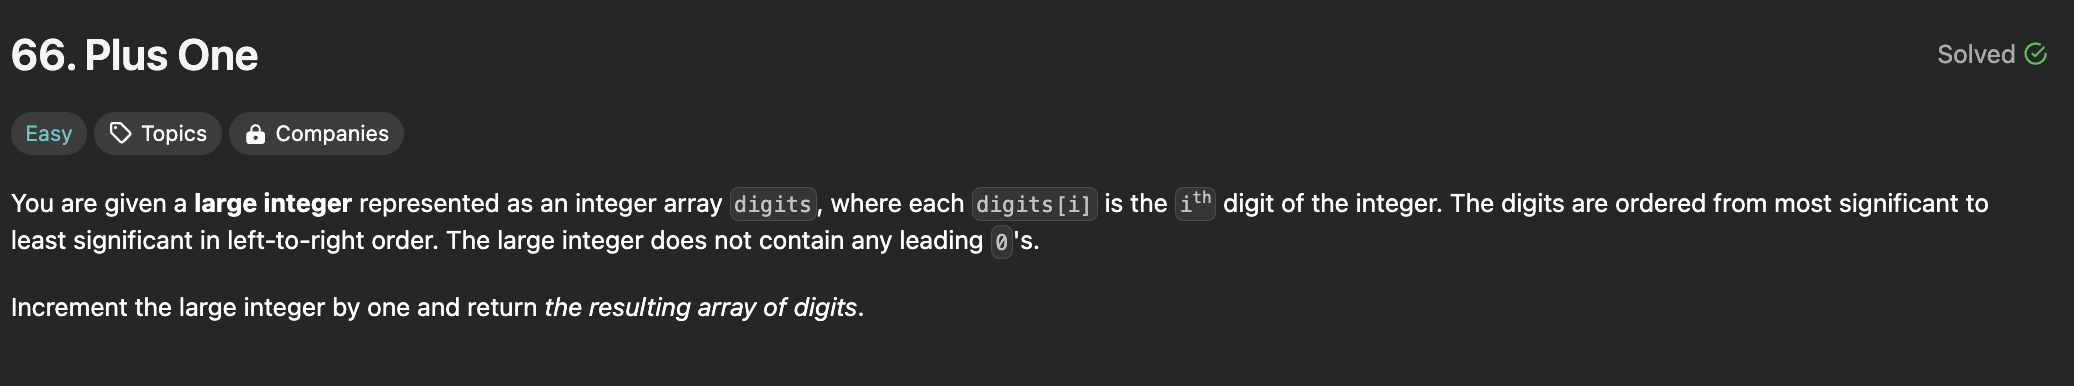 66. Plus One
Solved
Easy
Topics
Companies
You are given a large integer represented as an integer array digits, where each digits[i] is the ith digit of the integer. The digits are ordered from most significant to
least significant in left-to-right order. The large integer does not contain any leading 0's.
Increment the large integer by one and return the resulting array of digits.